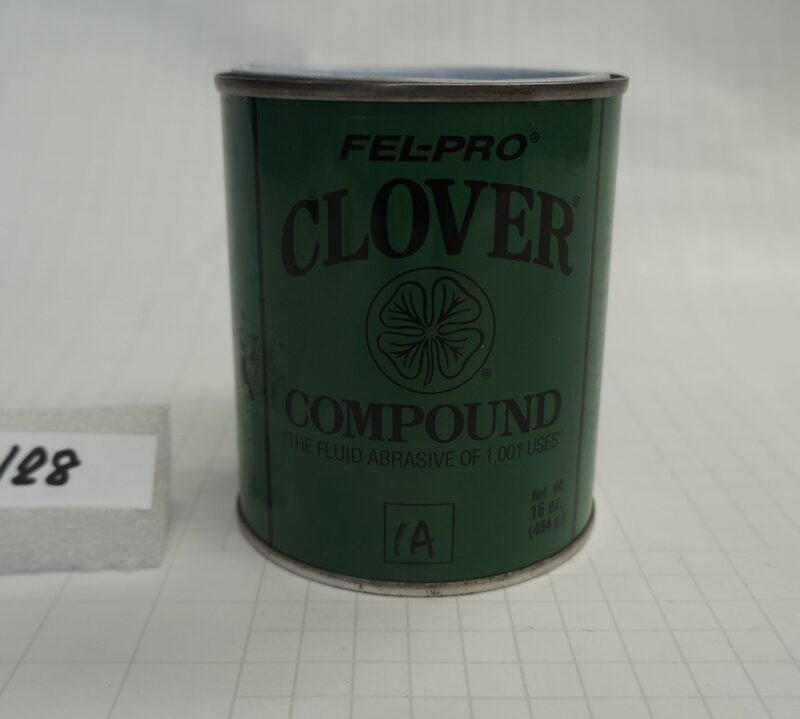 FEL-PRO®
CLOVER®
®
COMPOUND
"THE FLUID ABRASIVE OF 1,001 USES"
Net Wt.
16 oz.
(454 g.)
1A
128